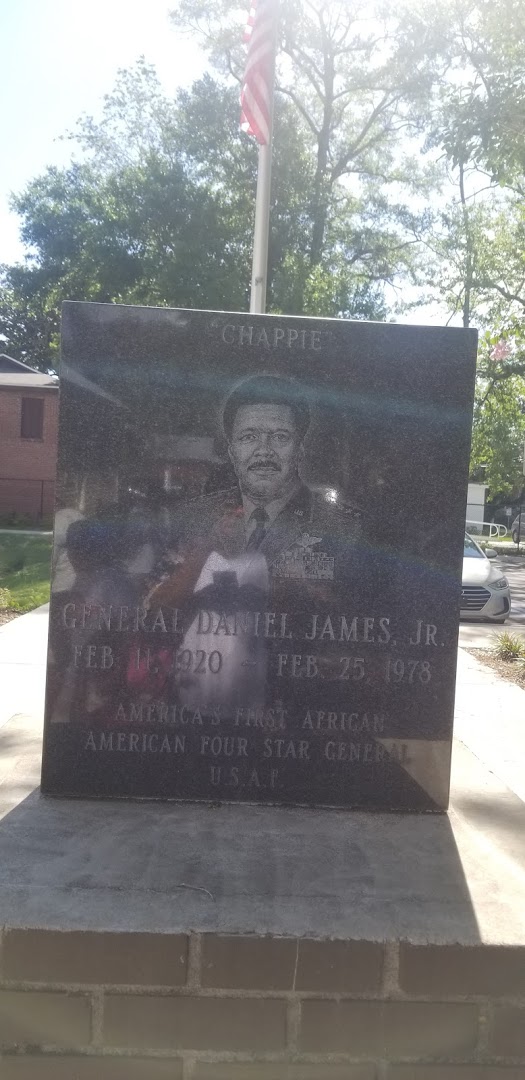 "CHAPPIE"
GENERAL DANIEL JAMES, JR.
FEB 11, 1920 - FEB. 25, 1978
AMERICA'S FIRST AFRICAN
AMERICAN FOUR STAR GENERAL
U.S.A.F.